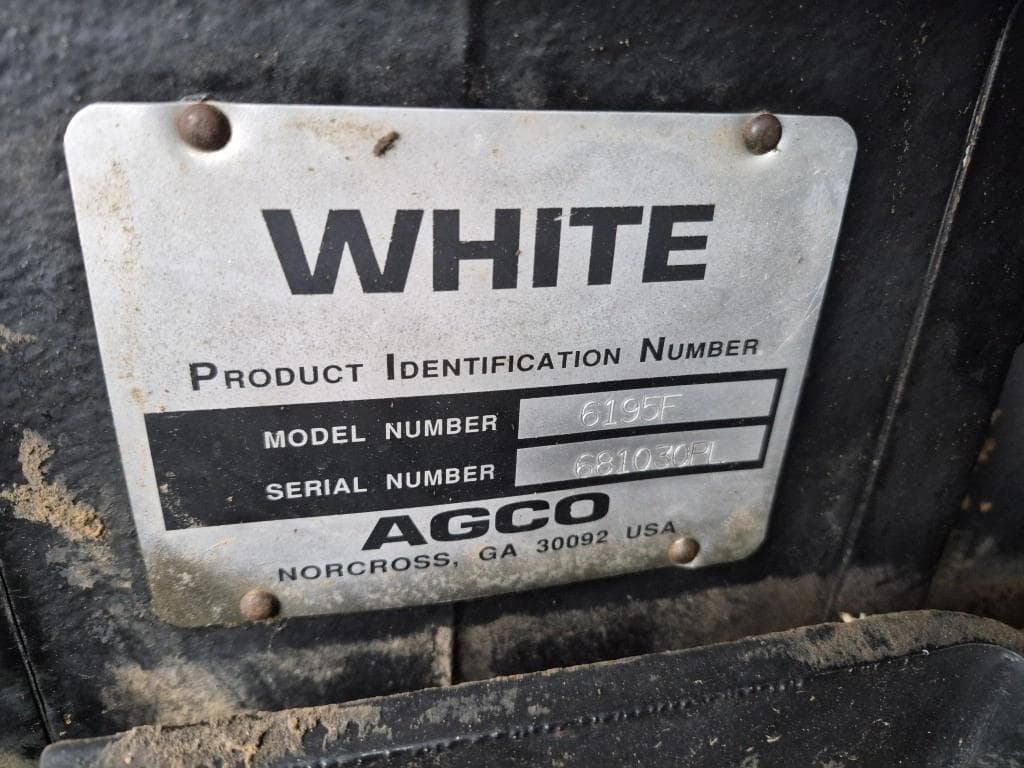 WHITE
PRODUCT IDENTIFICATION NUMBER
MODEL NUMBER 6195F
SERIAL NUMBER 681030PL
AGCO
NORCROSS, GA 30092 USA